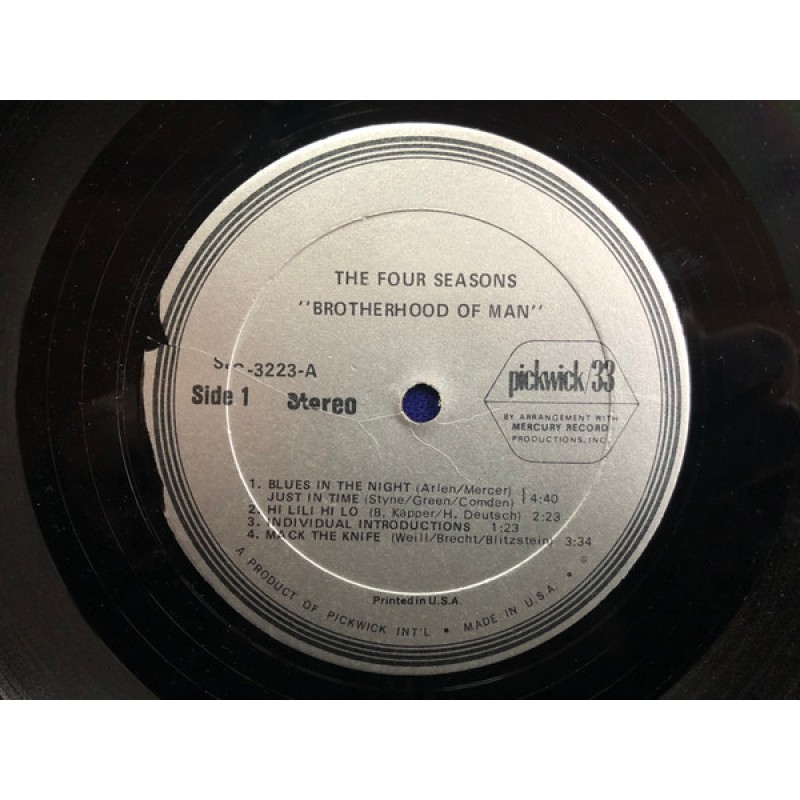 THE FOUR SEASONS
"BROTHERHOOD OF MAN"
-3223-A
Side 1 Stereo
pickwick/33
BY ARRANGEMENT WITH
MERCURY RECORD
PRODUCTIONS, INC.
1. BLUES IN THE NIGHT (Arlen/Mercer)
JUST IN TIME (Styne/Green/Comden) 4:40
2. HI LILI HI LO (B. Kapper/H. Deutsch) 2:23
3. INDIVIDUAL INTRODUCTIONS 1:23
4. MACK THE KNIFE (Weill/Brecht/Blitzstein) 3:34
Printed in U.S.A.
A PRODUCT OF PICKWICK INT'L • MADE IN U.S.A. • ©